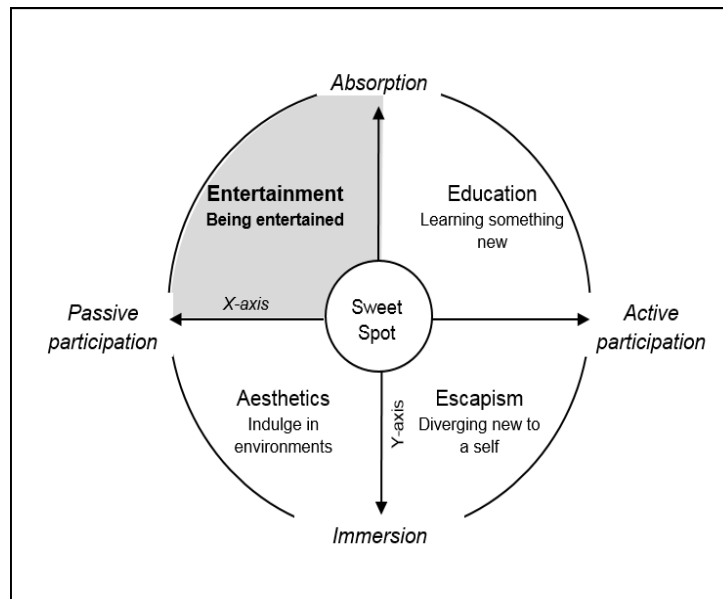 Absorption
Entertainment
Being entertained
Education
Learning something
new
X-axis
Passive
participation
Sweet
Spot
Active
participation
Aesthetics
Indulge in
environments
Y-axis
Escapism
Diverging new to
a self
Immersion